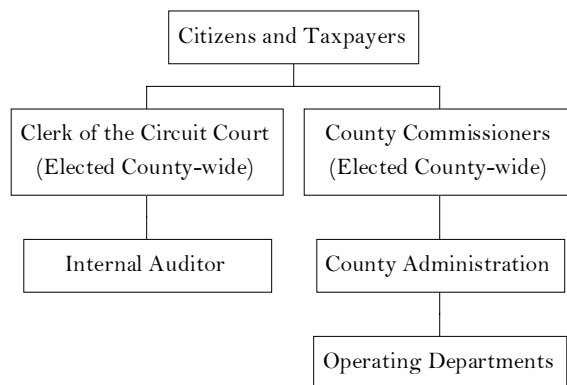 Citizens and Taxpayers
Clerk of the Circuit Court
(Elected County-wide)
County Commissioners
(Elected County-wide)
Internal Auditor
County Administration
Operating Departments